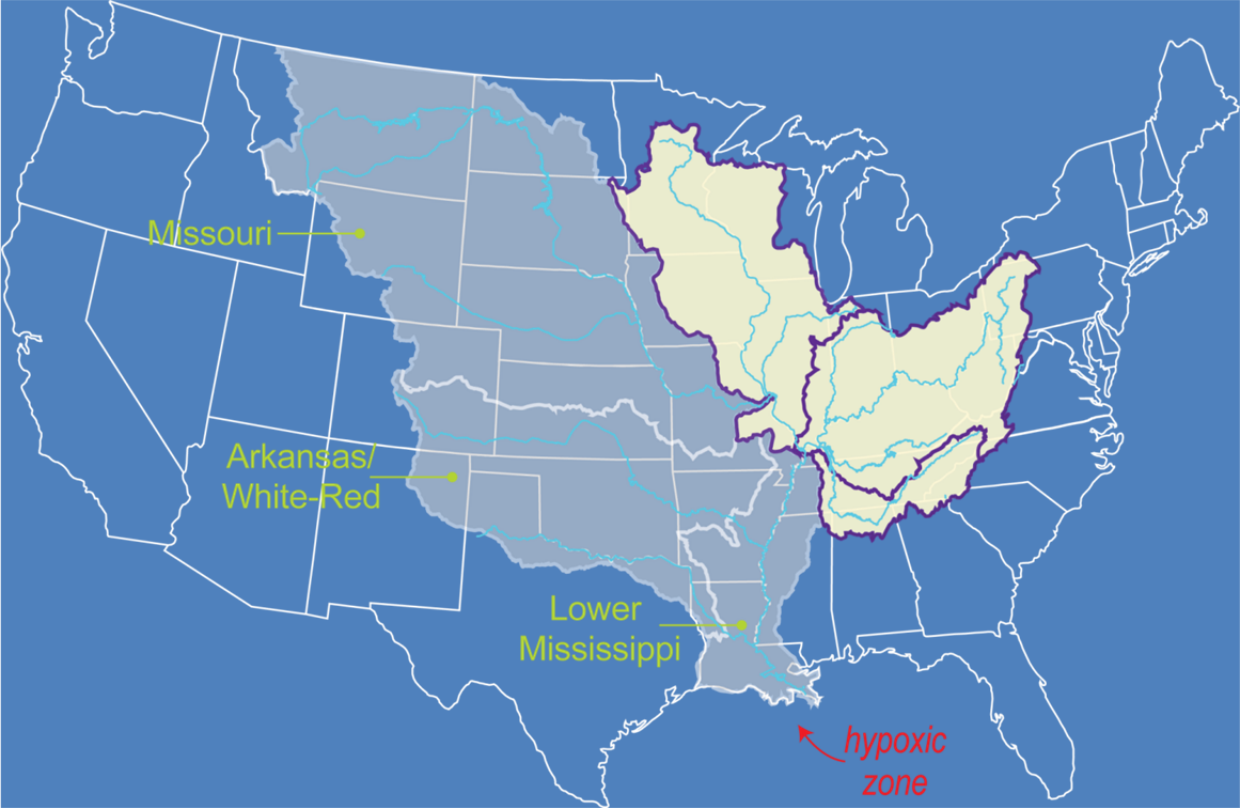 Missouri
Arkansas/
White-Red
Lower
Mississippi
hypoxic
zone